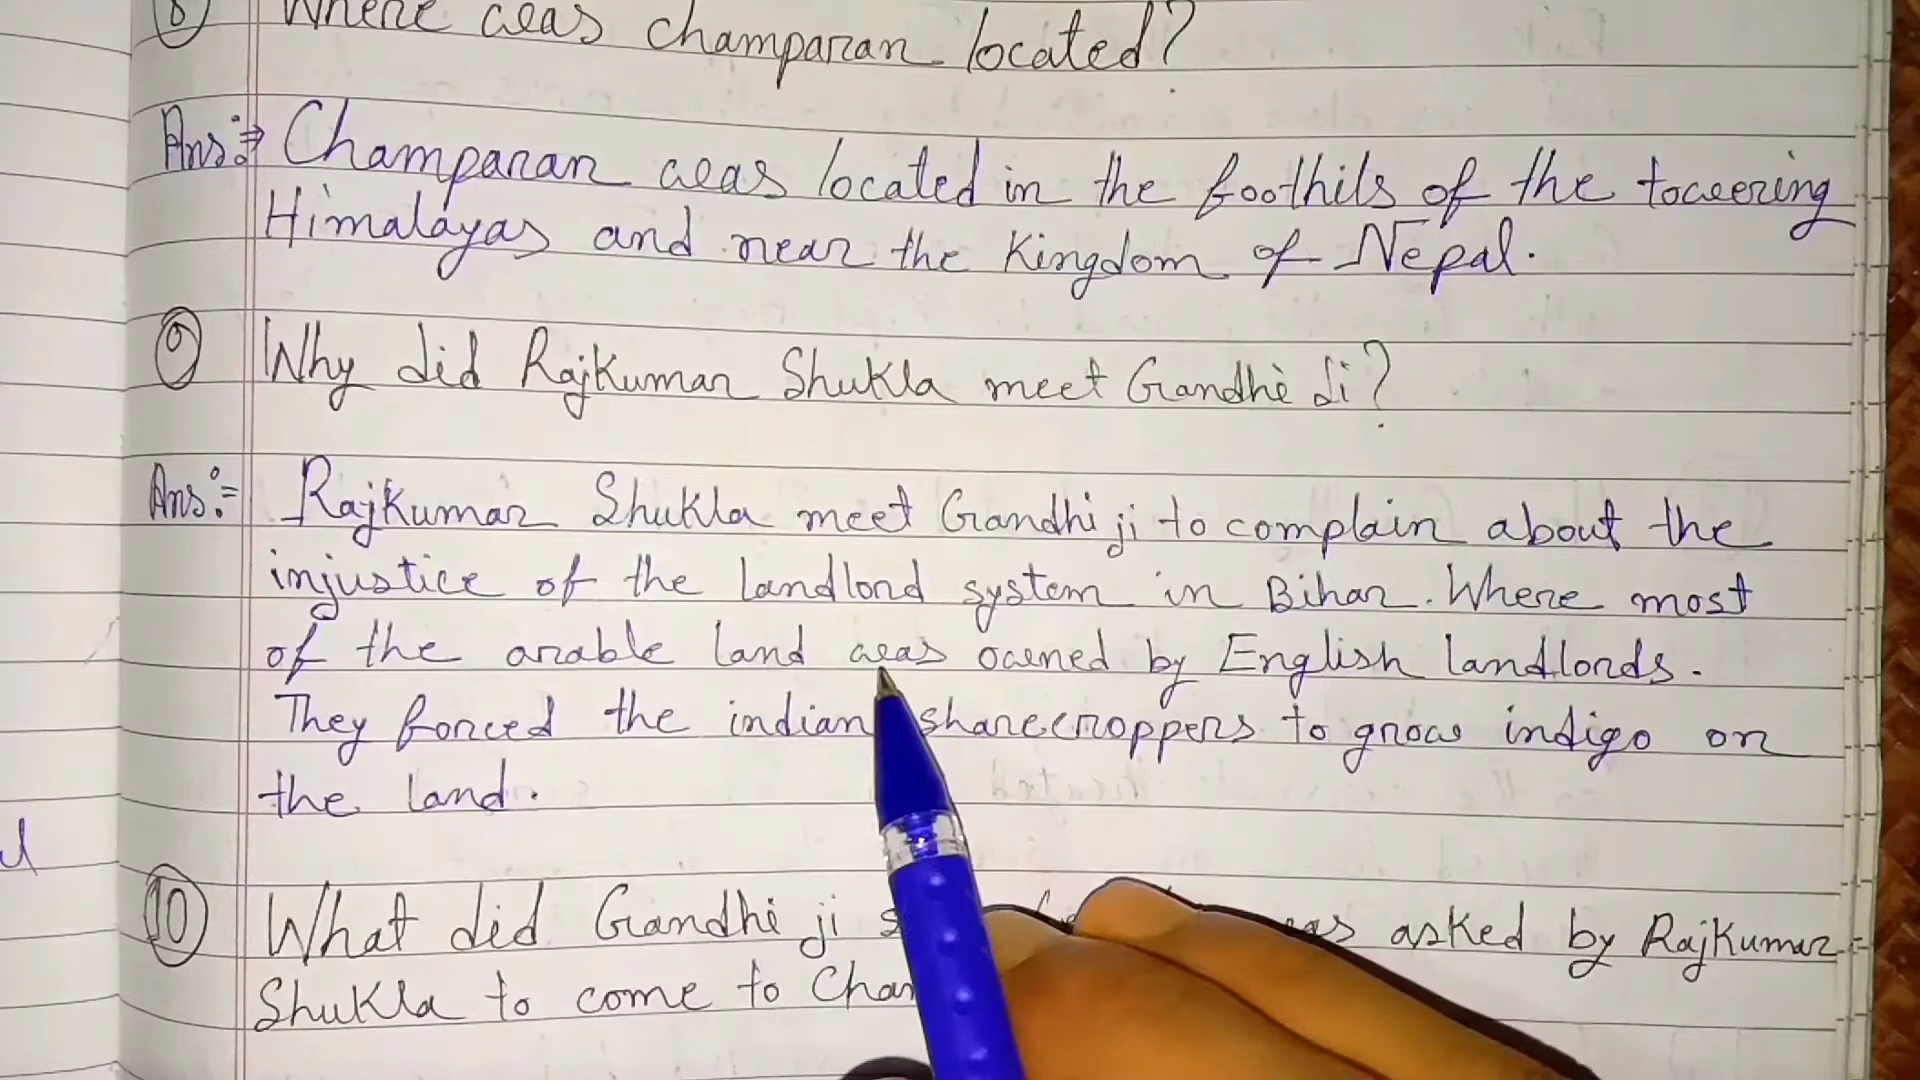 8 Where was champaran located?
Ans:⇒ Champaran was located in the foothils of the towering
Himalayas and near the Kingdom of Nepal.
9 Why did Rajkumar Shukla meet Gandhi Ji?
Ans:= Rajkumar Shukla meet Gandhi ji to complain about the
injustice of the landlord system in Bihar. Where most
of the arable land was owned by English landlords.
They forced the indian sharecroppers to grow indigo on
the land.
10 What did Gandhi ji asked by Rajkumar
Shukla to come to